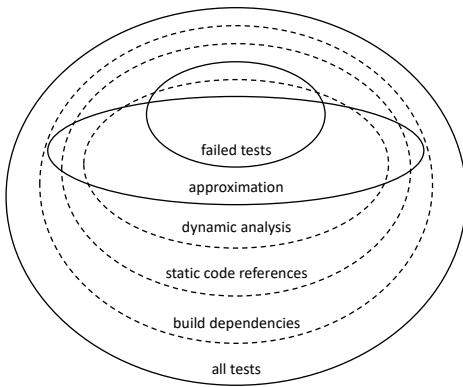 failed tests
approximation
dynamic analysis
static code references
build dependencies
all tests